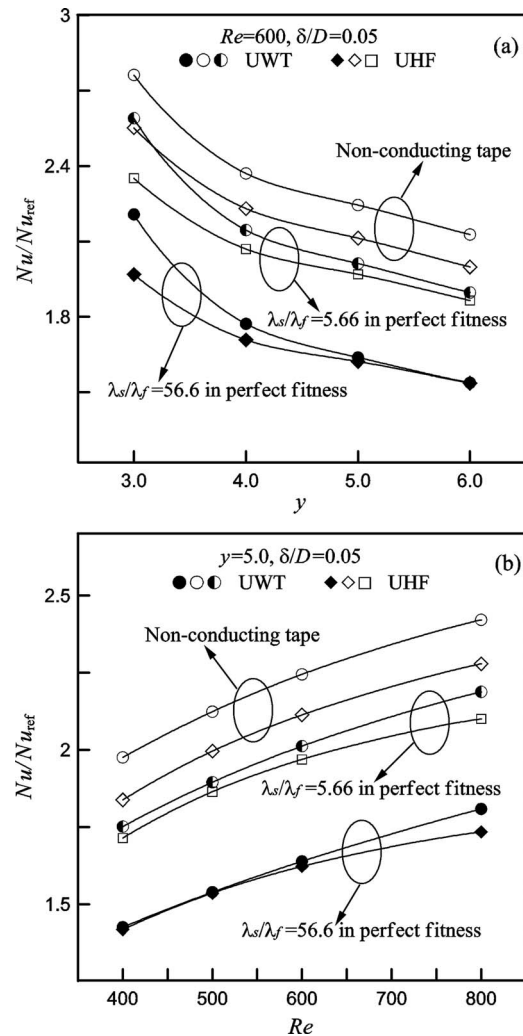 (a)
Re=600, δ/D=0.05
UWT UHF
3
2.4
1.8
Nu/Nu_ref
Non-conducting tape
λs/λf=5.66 in perfect fitness
λs/λf=56.6 in perfect fitness
3.0 4.0 5.0 6.0
y
(b)
y=5.0, δ/D=0.05
UWT UHF
2.5
2
1.5
Nu/Nu_ref
Non-conducting tape
λs/λf=5.66 in perfect fitness
λs/λf=56.6 in perfect fitness
400 500 600 700 800
Re